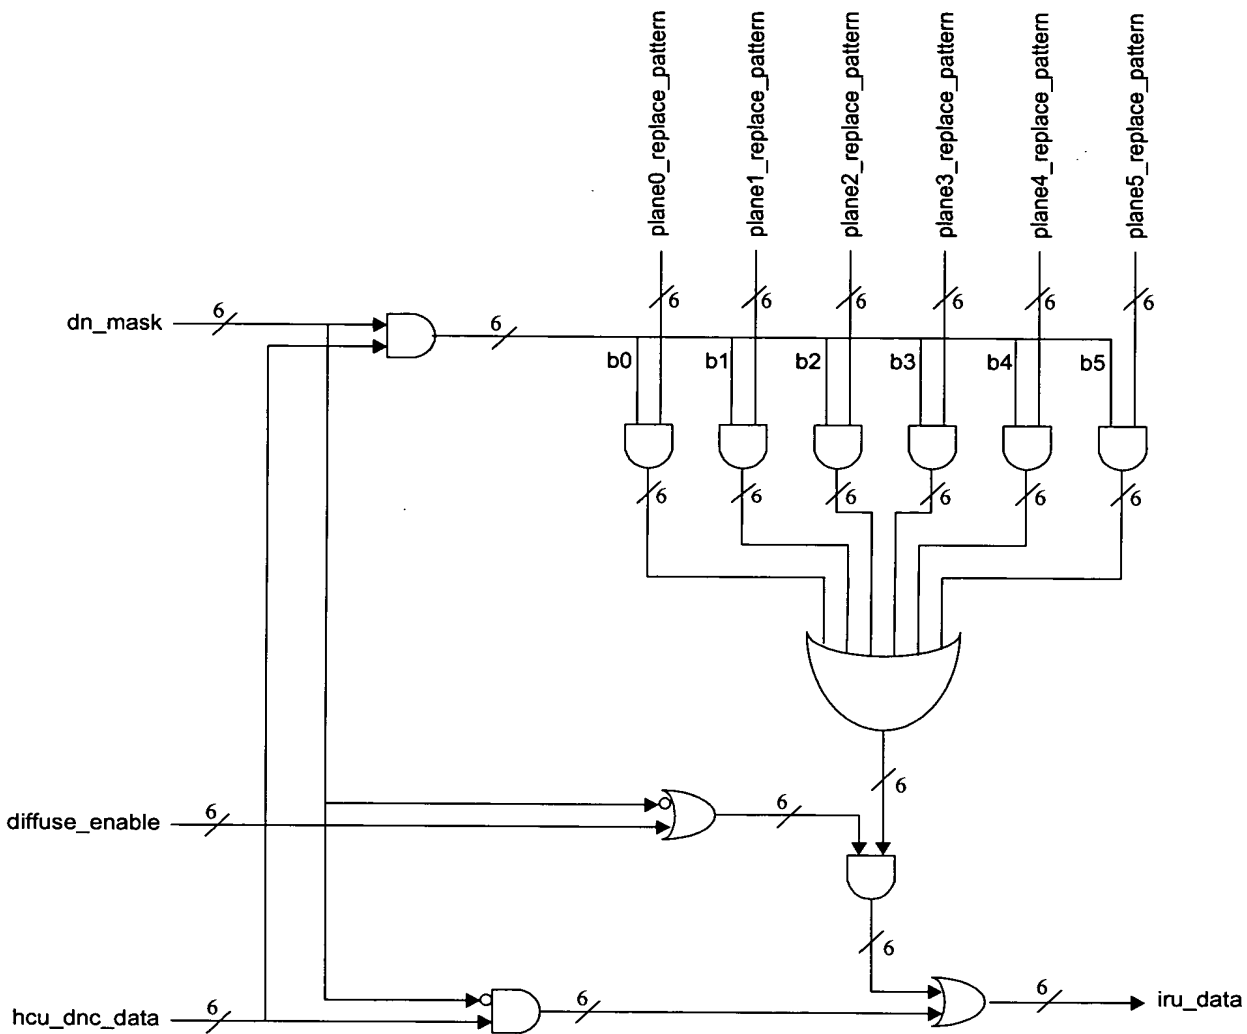 plane0_replace_pattern
plane1_replace_pattern
plane2_replace_pattern
plane3_replace_pattern
plane4_replace_pattern
plane5_replace_pattern
6 6 6 6 6 6
dn_mask 6 6
b0 b1 b2 b3 b4 b5
6 6 6 6 6 6
6
diffuse_enable 6 6
6
hcu_dnc_data 6 6 6 iru_data